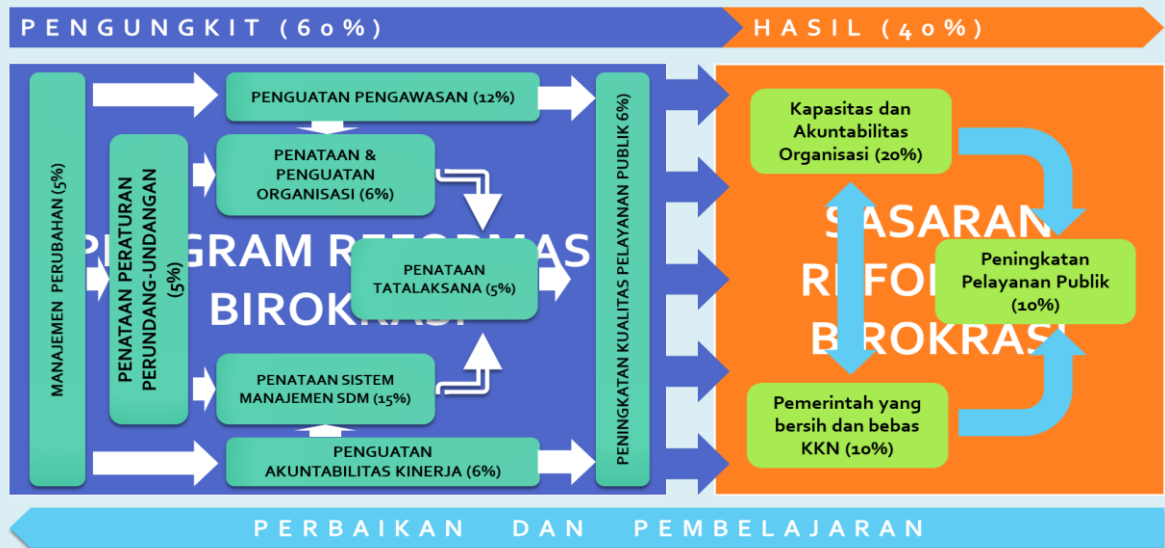 PENGUNGKIT (60%)
HASIL (40%)
MANAJEMEN PERUBAHAN (5%)
PENATAAN PERATURAN
PERUNDANG-UNDANGAN
(5%)
PENGUATAN PENGAWASAN (12%)
PENATAAN &
PENGUATAN
ORGANISASI (6%)
PENATAAN
TATALAKSANA (5%)
PENATAAN SISTEM
MANAJEMEN SDM (15%)
PENGUATAN
AKUNTABILITAS KINERJA (6%)
PENINGKATAN KUALITAS PELAYANAN PUBLIK 6%)
BIROKRASI
Kapasitas dan
Akuntabilitas
Organisasi (20%)
SASARAN
BIROKRASI
Peningkatan
Pelayanan Publik
(10%)
Pemerintah yang
bersih dan bebas
KKN (10%)
PERBAIKAN DAN PEMBELAJARAN